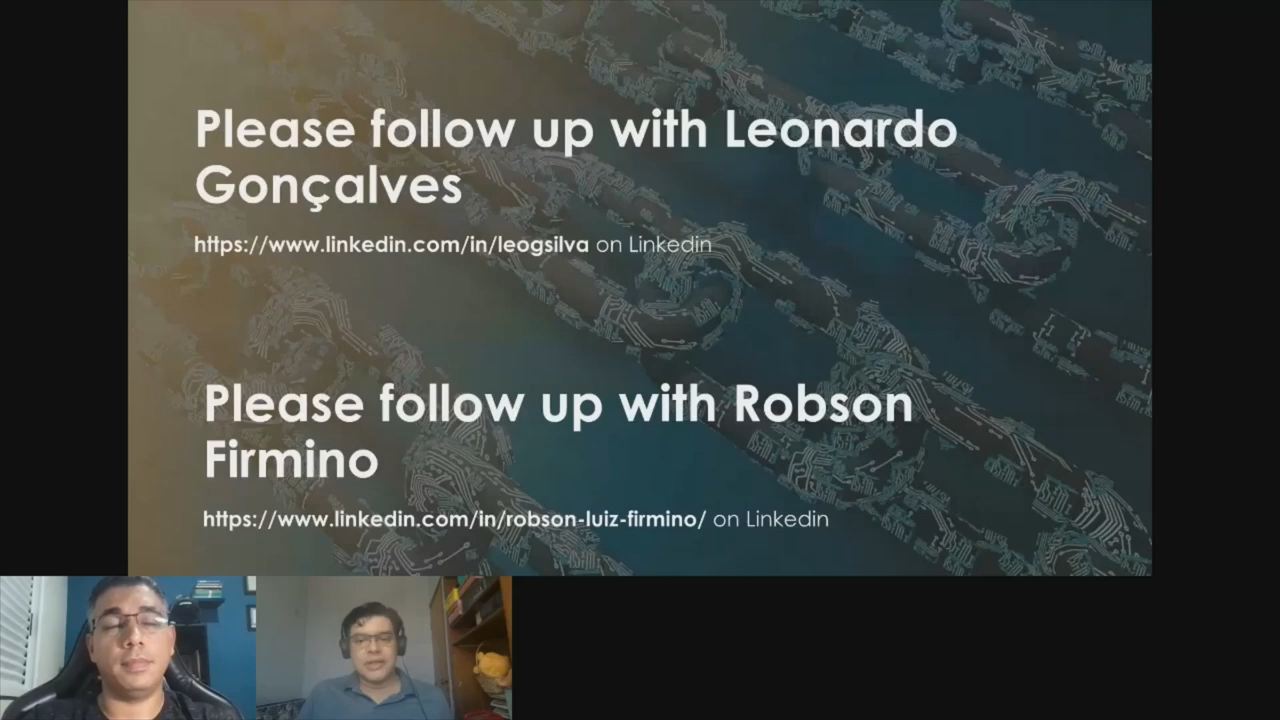 Please follow up with Leonardo
Gonçalves
https://www.linkedin.com/in/leogsilva on Linkedin
Please follow up with Robson
Firmino
https://www.linkedin.com/in/robson-luiz-firmino/ on Linkedin